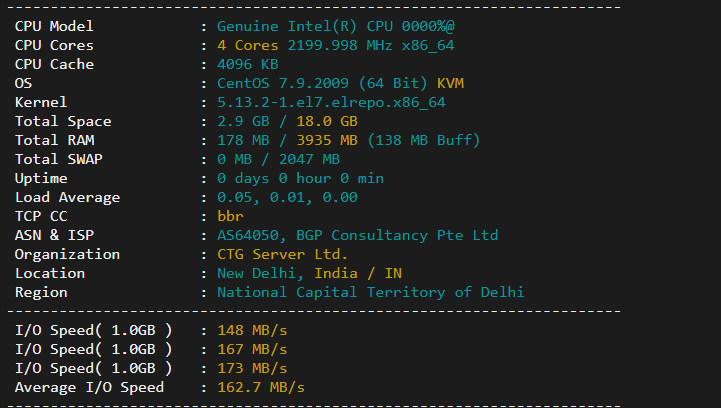 ----------------------------------------------------------------------
CPU Model            : Genuine Intel(R) CPU 0000%@
CPU Cores            : 4 Cores 2199.998 MHz x86_64
CPU Cache            : 4096 KB
OS                   : CentOS 7.9.2009 (64 Bit) KVM
Kernel               : 5.13.2-1.el7.elrepo.x86_64
Total Space          : 2.9 GB / 18.0 GB
Total RAM            : 178 MB / 3935 MB (138 MB Buff)
Total SWAP           : 0 MB / 2047 MB
Uptime               : 0 days 0 hour 0 min
Load Average         : 0.05, 0.01, 0.00
TCP CC               : bbr
ASN & ISP            : AS64050, BGP Consultancy Pte Ltd
Organization         : CTG Server Ltd.
Location             : New Delhi, India / IN
Region               : National Capital Territory of Delhi
----------------------------------------------------------------------
I/O Speed( 1.0GB )   : 148 MB/s
I/O Speed( 1.0GB )   : 167 MB/s
I/O Speed( 1.0GB )   : 173 MB/s
Average I/O Speed    : 162.7 MB/s
----------------------------------------------------------------------